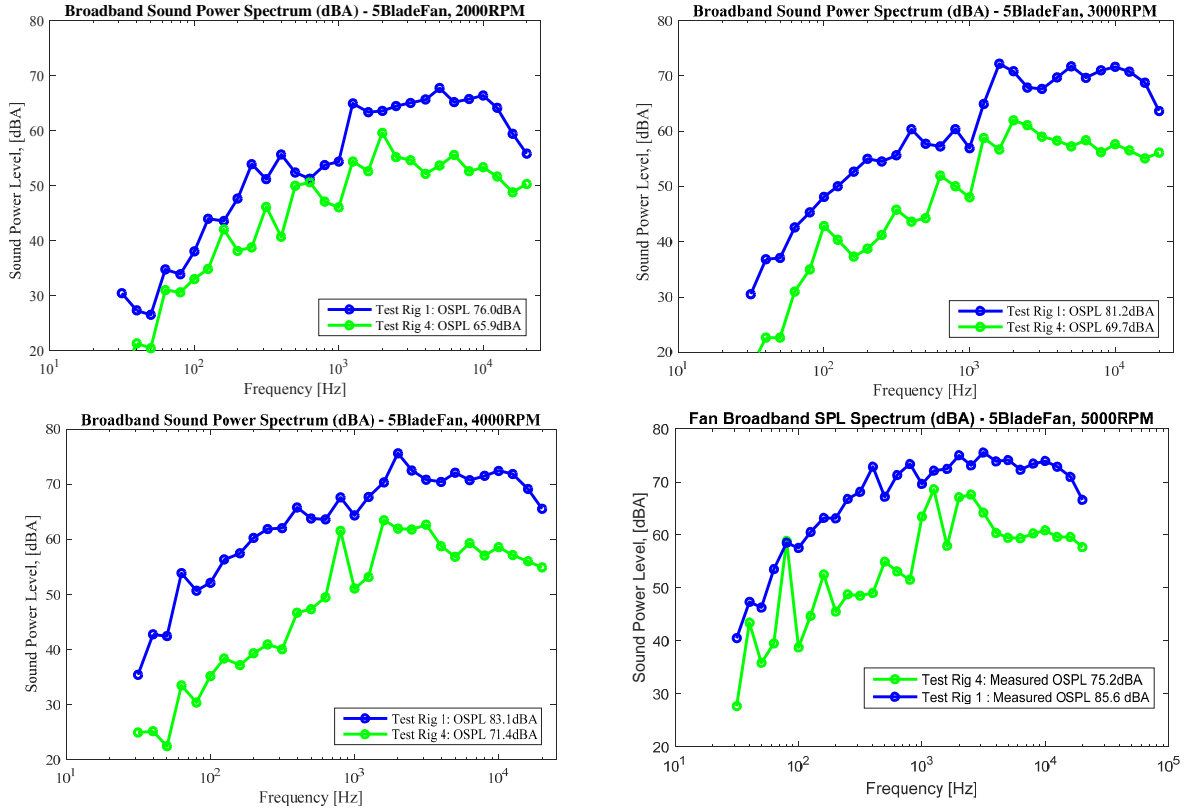 Broadband Sound Power Spectrum (dBA) - 5BladeFan, 2000RPM
80
70
60
50
40
30
20
Sound Power Level, [dBA]
Test Rig 1: OSPL 76.0dBA
Test Rig 4: OSPL 65.9dBA
10^1
10^2
10^3
10^4
Frequency [Hz]
Broadband Sound Power Spectrum (dBA) - 5BladeFan, 3000RPM
80
70
60
50
40
30
20
Sound Power Level, [dBA]
Test Rig 1: OSPL 81.2dBA
Test Rig 4: OSPL 69.7dBA
10^1
10^2
10^3
10^4
Frequency [Hz]
Broadband Sound Power Spectrum (dBA) - 5BladeFan, 4000RPM
80
70
60
50
40
30
20
Sound Power Level, [dBA]
Test Rig 1: OSPL 83.1dBA
Test Rig 4: OSPL 71.4dBA
10^1
10^2
10^3
10^4
Frequency [Hz]
Fan Broadband SPL Spectrum (dBA) - 5BladeFan, 5000RPM
80
70
60
50
40
30
20
Sound Power Level, [dBA]
Test Rig 4: Measured OSPL 75.2dBA
Test Rig 1 : Measured OSPL 85.6 dBA
10^1
10^2
10^3
10^4
10^5
Frequency [Hz]